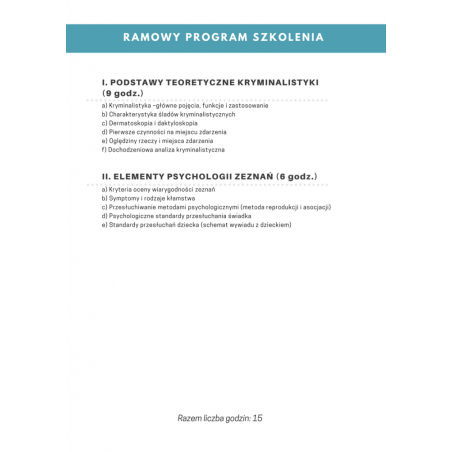 RAMOWY PROGRAM SZKOLENIA
I. PODSTAWY TEORETYCZNE KRYMINALISTYKI
(9 godz.)
a) Kryminalistyka –główne pojęcia, funkcje i zastosowanie
b) Charakterystyka śladów kryminalistycznych
c) Dermatoskopia i daktyloskopia
d) Pierwsze czynności na miejscu zdarzenia
e) Oględziny rzeczy i miejsca zdarzenia
f) Dochodzeniowa analiza kryminalistyczna
II. ELEMENTY PSYCHOLOGII ZEZNAŃ (6 godz.)
a) Kryteria oceny wiarygodności zeznań
b) Symptomy i rodzaje kłamstwa
c) Przesłuchiwanie metodami psychologicznymi (metoda reprodukcji i asocjacji)
d) Psychologiczne standardy przesłuchania świadka
e) Standardy przesłuchań dziecka (schemat wywiadu z dzieckiem)
Razem liczba godzin: 15